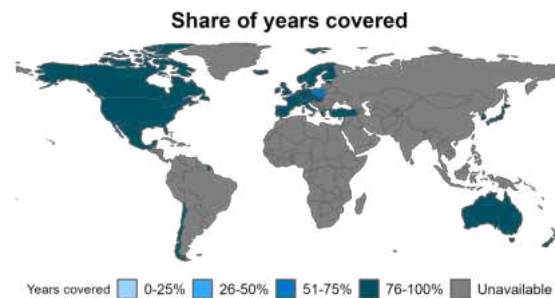 Share of years covered
Years covered 0-25% 26-50% 51-75% 76-100% Unavailable